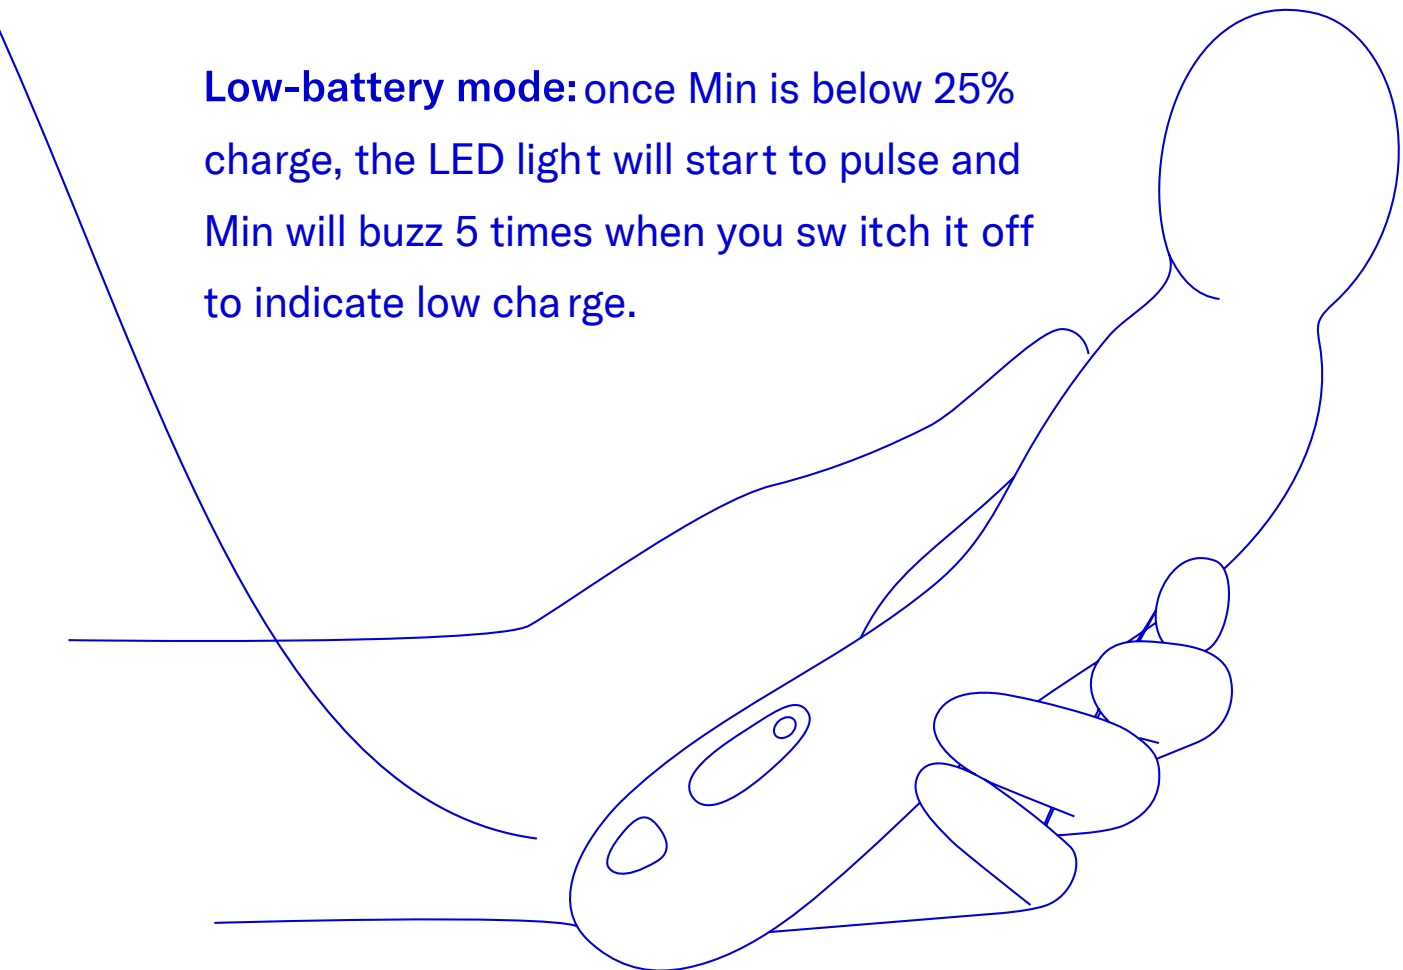 Low-battery mode: once Min is below 25%
charge, the LED light will start to pulse and
Min will buzz 5 times when you sw itch it off
to indicate low cha rge.